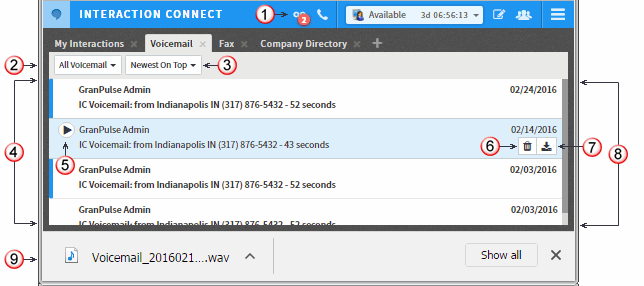 INTERACTION CONNECT
1
2
Available 3d 06:56:13
My Interactions × Voicemail × Fax × Company Directory × +
2
All Voicemail
Newest On Top
3
GranPulse Admin 02/24/2016
IC Voicemail: from Indianapolis IN (317) 876-5432 - 52 seconds
GranPulse Admin 02/14/2016
IC Voicemail: from Indianapolis IN (317) 876-5432 - 43 seconds
4
5
6
7
8
GranPulse Admin 02/03/2016
IC Voicemail: from Indianapolis IN (317) 876-5432 - 52 seconds
GranPulse Admin 02/03/2016
IC Voicemail: from Indianapolis IN (317) 876-5432 - 52 seconds
9
Voicemail_2016021....wav
Show all